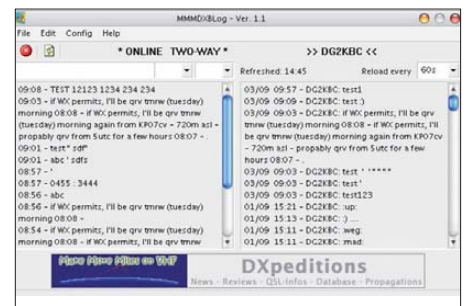 MMMDXBLog - Ver. 1.1
File Edit Config Help
* ONLINE TWO-WAY *
>> DG2KBC <<
Refreshed: 14:45
Reload every 60s
09:08 - TEST 12123 1234 234 234
09:03 - if WX permits, I'll be qrv tmrw (tuesday)
morning 08:08 - if WX permits, I'll be qrv tmrw
(tuesday) morning again from KP07cv - 720m asl -
propably qrv from 5utc for a few hours 08:07 - .
09:01 - test* sdf"
09:01 - abc ' sdfs
08:57 - '
08:57 - 0455 : 3444
08:56 - abc
08:56 - if WX permits, I'll be qrv tmrw (tuesday)
morning 08:08 -
08:54 - if WX permits, I'll be qrv tmrw (tuesday)
morning 08:08 - if WX permits, I'll be qrv tmrw
03/09 09:57 - DG2KBC: test1
03/09 09:09 - DG2KBC: test :)
03/09 09:03 - DG2KBC: if WX permits, I'll be qrv
tmrw (tuesday) morning 08:08 - if WX permits, I'll
be qrv tmrw (tuesday) morning again from KP07cv
- 720m asl - propably qrv from 5utc for a few
hours 08:07 - .
03/09 09:03 - DG2KBC: test ' '""""
03/09 09:03 - DG2KBC: test '
03/09 09:03 - DG2KBC: test123
01/09 15:21 - DG2KBC: :up:
01/09 15:13 - DG2KBC: :) ....
01/09 15:11 - DG2KBC: :weg:
01/09 15:11 - DG2KBC: :mad:
Make More Miles on VHF
DXpeditions
News - Reviews - QSL-Infos - Database - Propagations